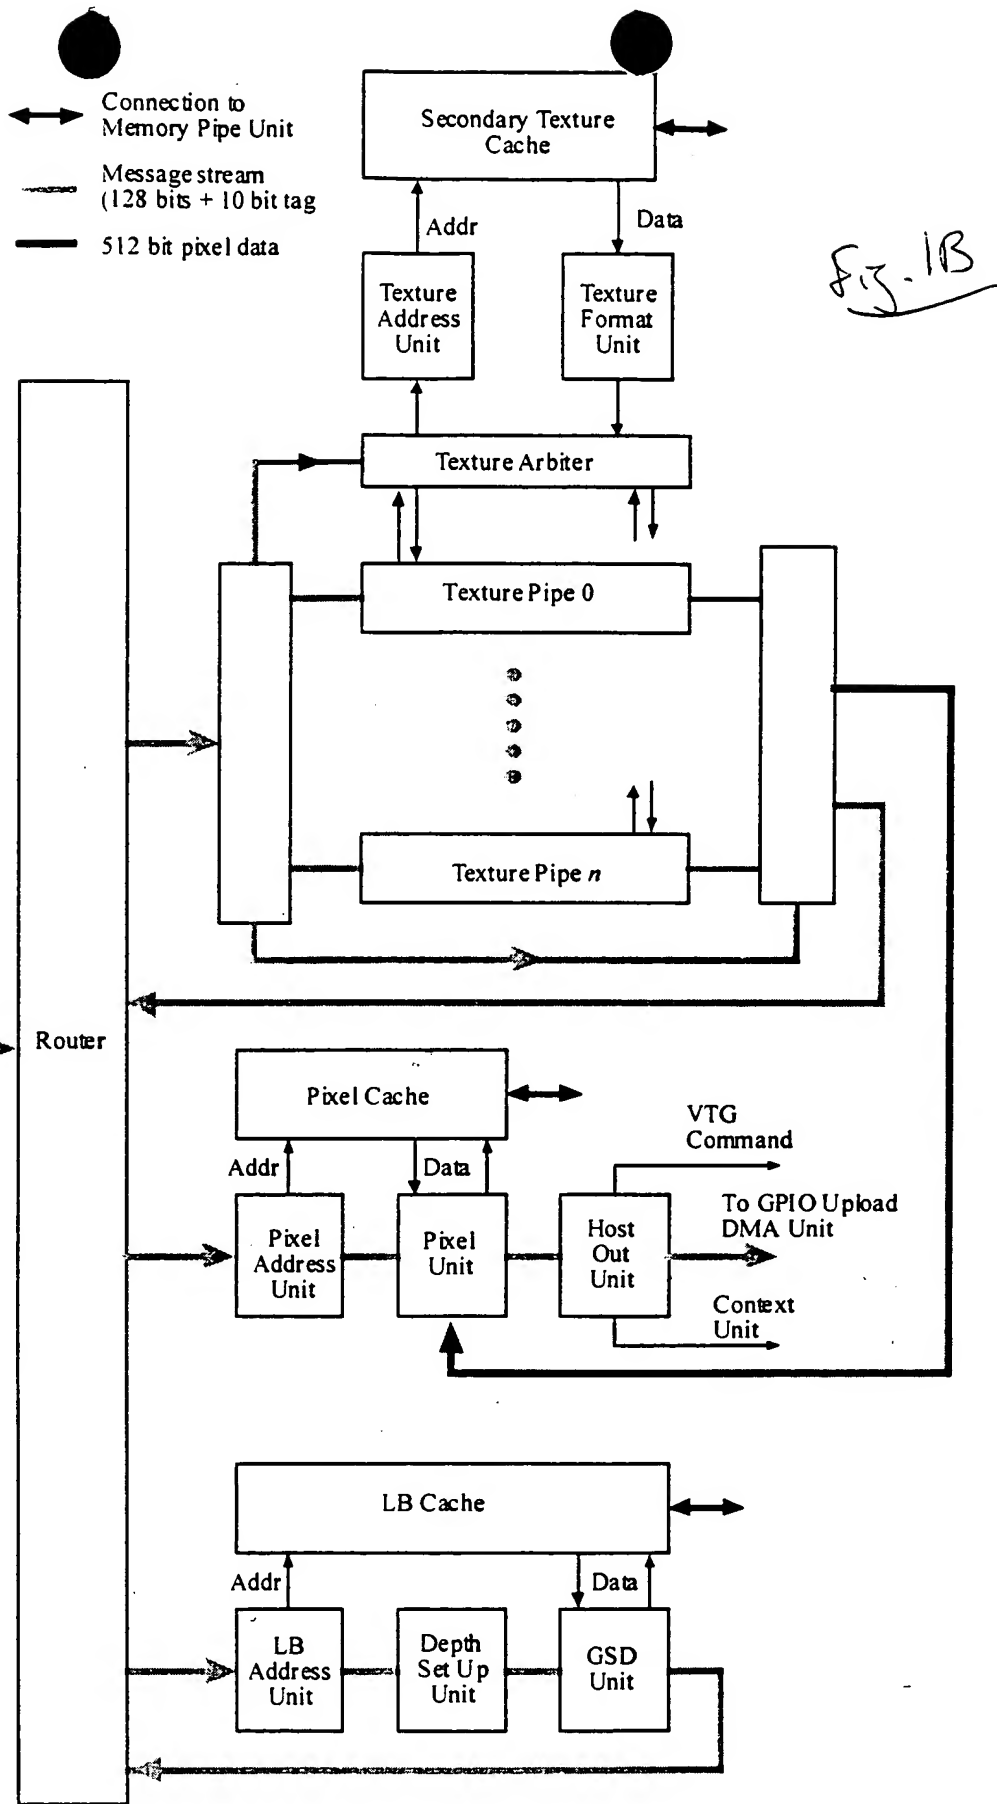 Connection to
Memory Pipe Unit
Message stream
(128 bits + 10 bit tag
512 bit pixel data
Secondary Texture
Cache
Addr
Data
Fig. 1B
Texture
Address
Unit
Texture
Format
Unit
Texture Arbiter
Texture Pipe 0
Texture Pipe n
Router
Pixel Cache
VTG
Command
Addr
Data
To GPIO Upload
DMA Unit
Pixel
Address
Unit
Pixel
Unit
Host
Out
Unit
Context
Unit
LB Cache
Addr
Data
LB
Address
Unit
Depth
Set Up
Unit
GSD
Unit